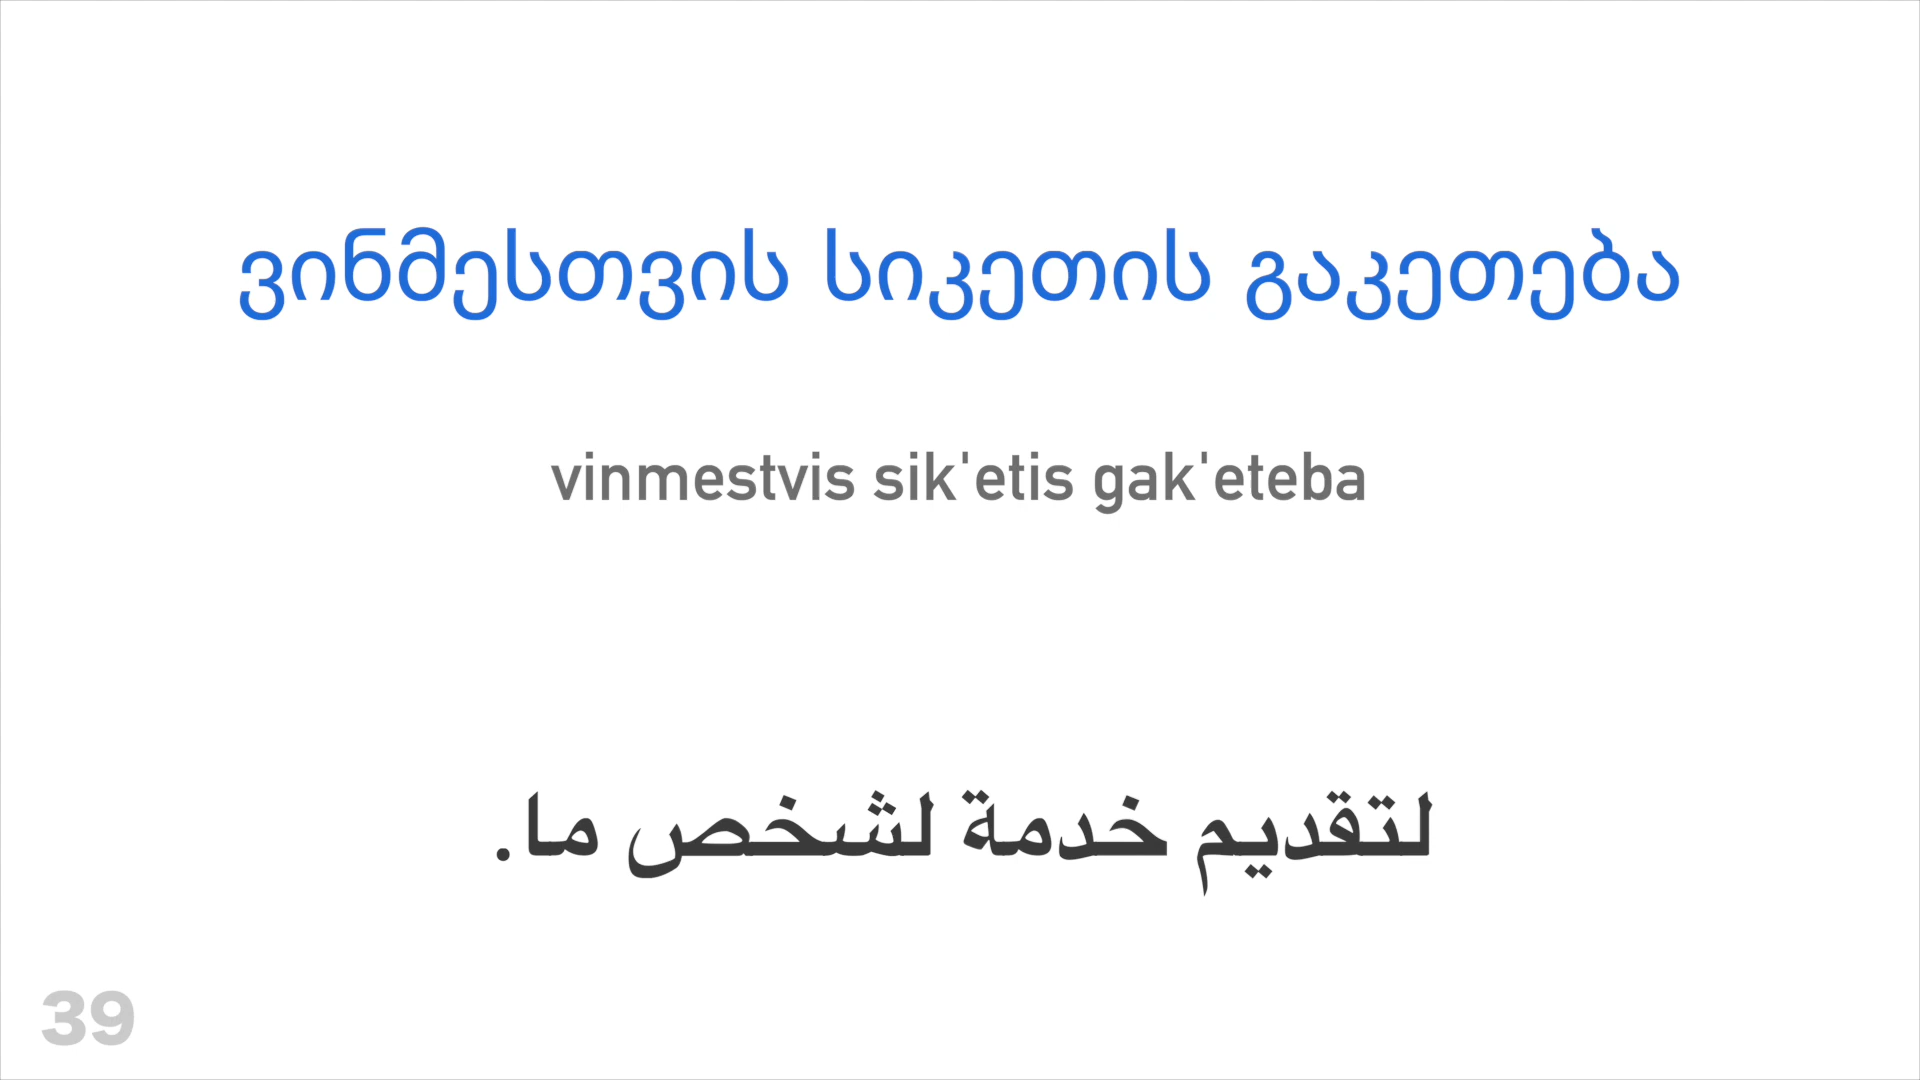 ვინმესთვის სიკეთის გაკეთება
vinmestvis sik'etis gak'eteba
لتقديم خدمة لشخص ما.
39